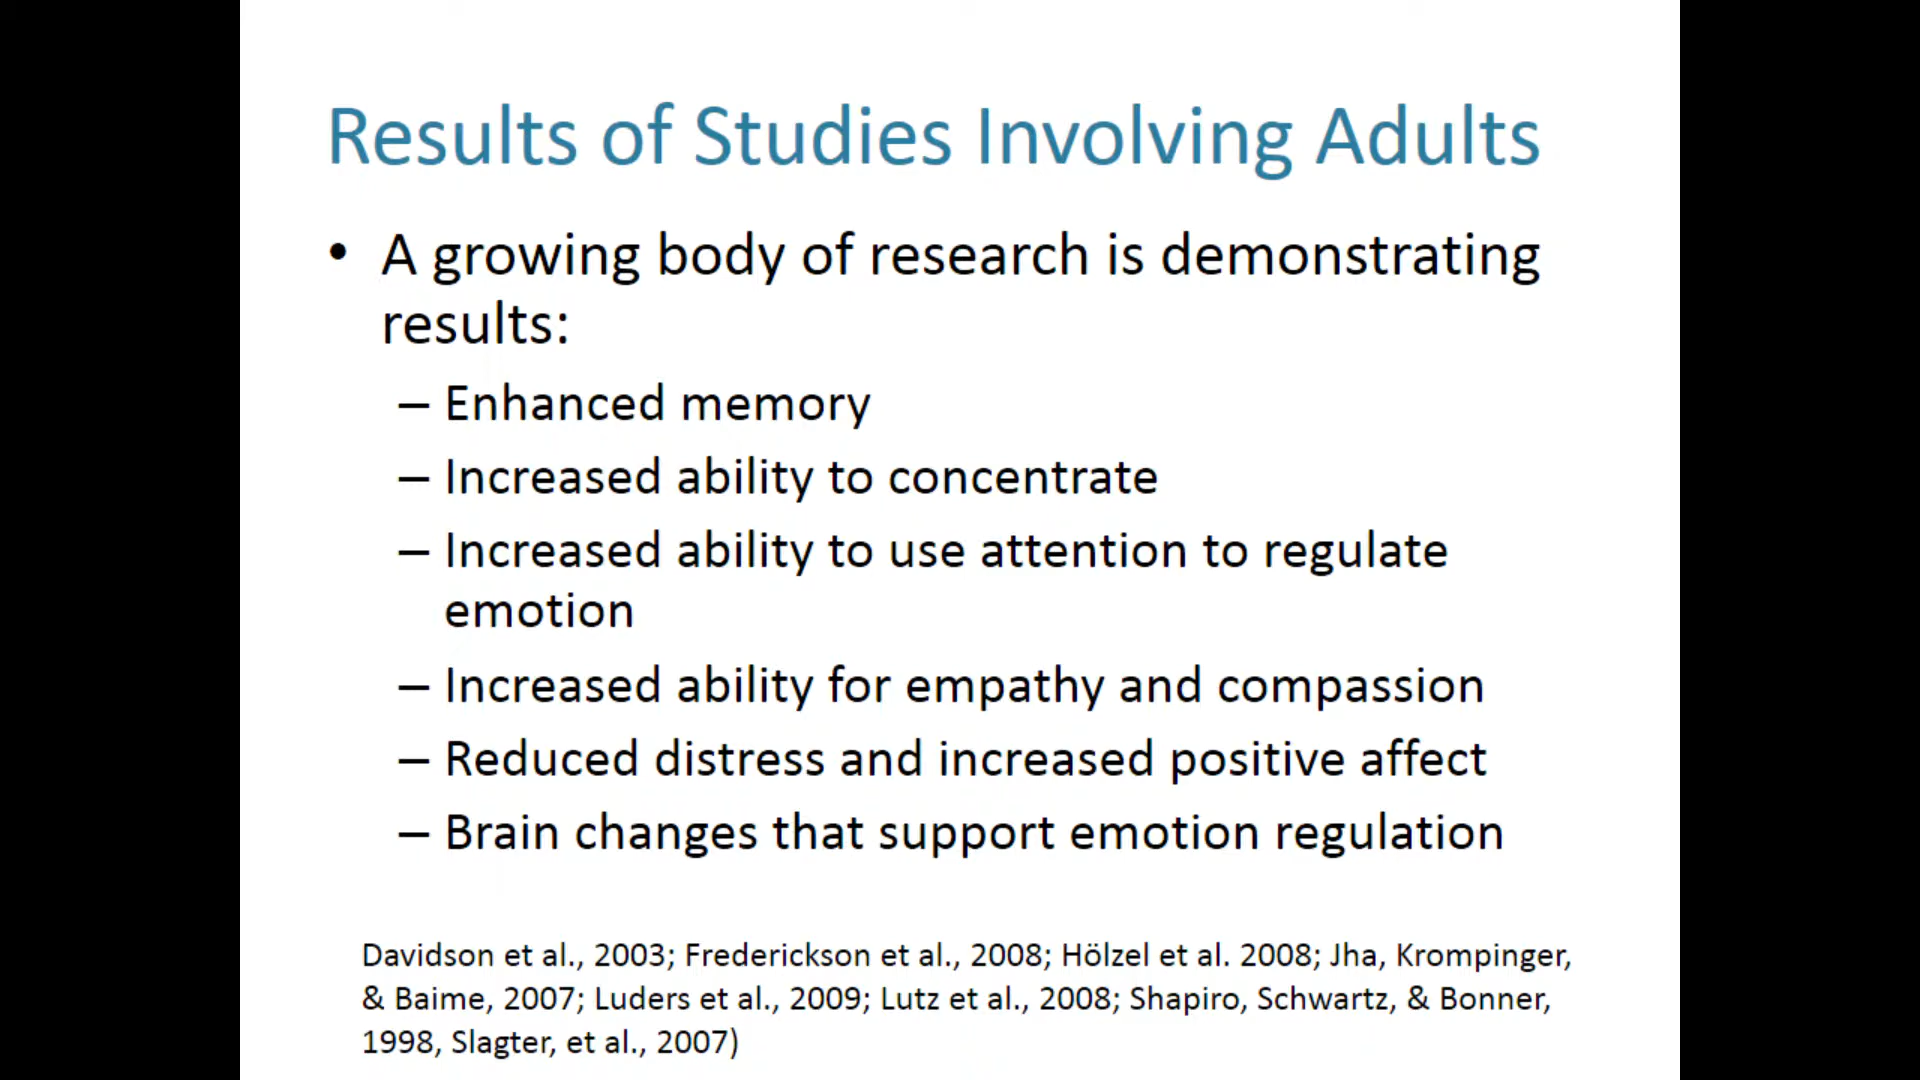 Results of Studies Involving Adults
• A growing body of research is demonstrating
results:
– Enhanced memory
– Increased ability to concentrate
– Increased ability to use attention to regulate
emotion
– Increased ability for empathy and compassion
– Reduced distress and increased positive affect
– Brain changes that support emotion regulation
Davidson et al., 2003; Frederickson et al., 2008; Hölzel et al. 2008; Jha, Krompinger,
& Baime, 2007; Luders et al., 2009; Lutz et al., 2008; Shapiro, Schwartz, & Bonner,
1998, Slagter, et al., 2007)